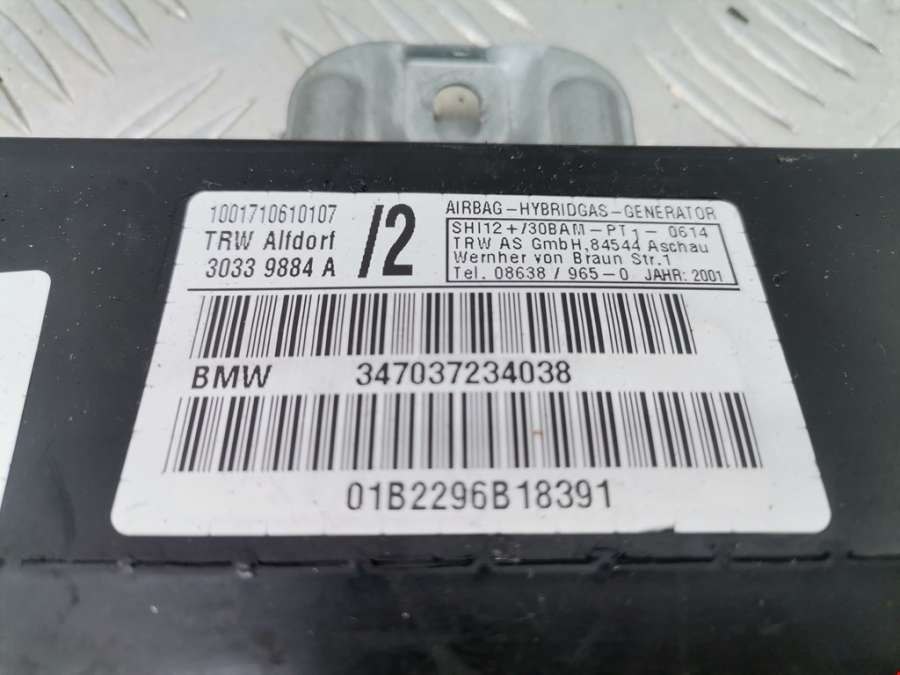 1001710610107
TRW Alfdorf
3033 9884 A
/2
AIRBAG-HYBRIDGAS-GENERATOR
SHI12+/30BAM-PT1-0614
TRW AS GmbH,84544 Aschau
Wernher von Braun Str.1
Tel. 08638 / 965-0 JAHR: 2001
BMW 347037234038
01B2296B18391